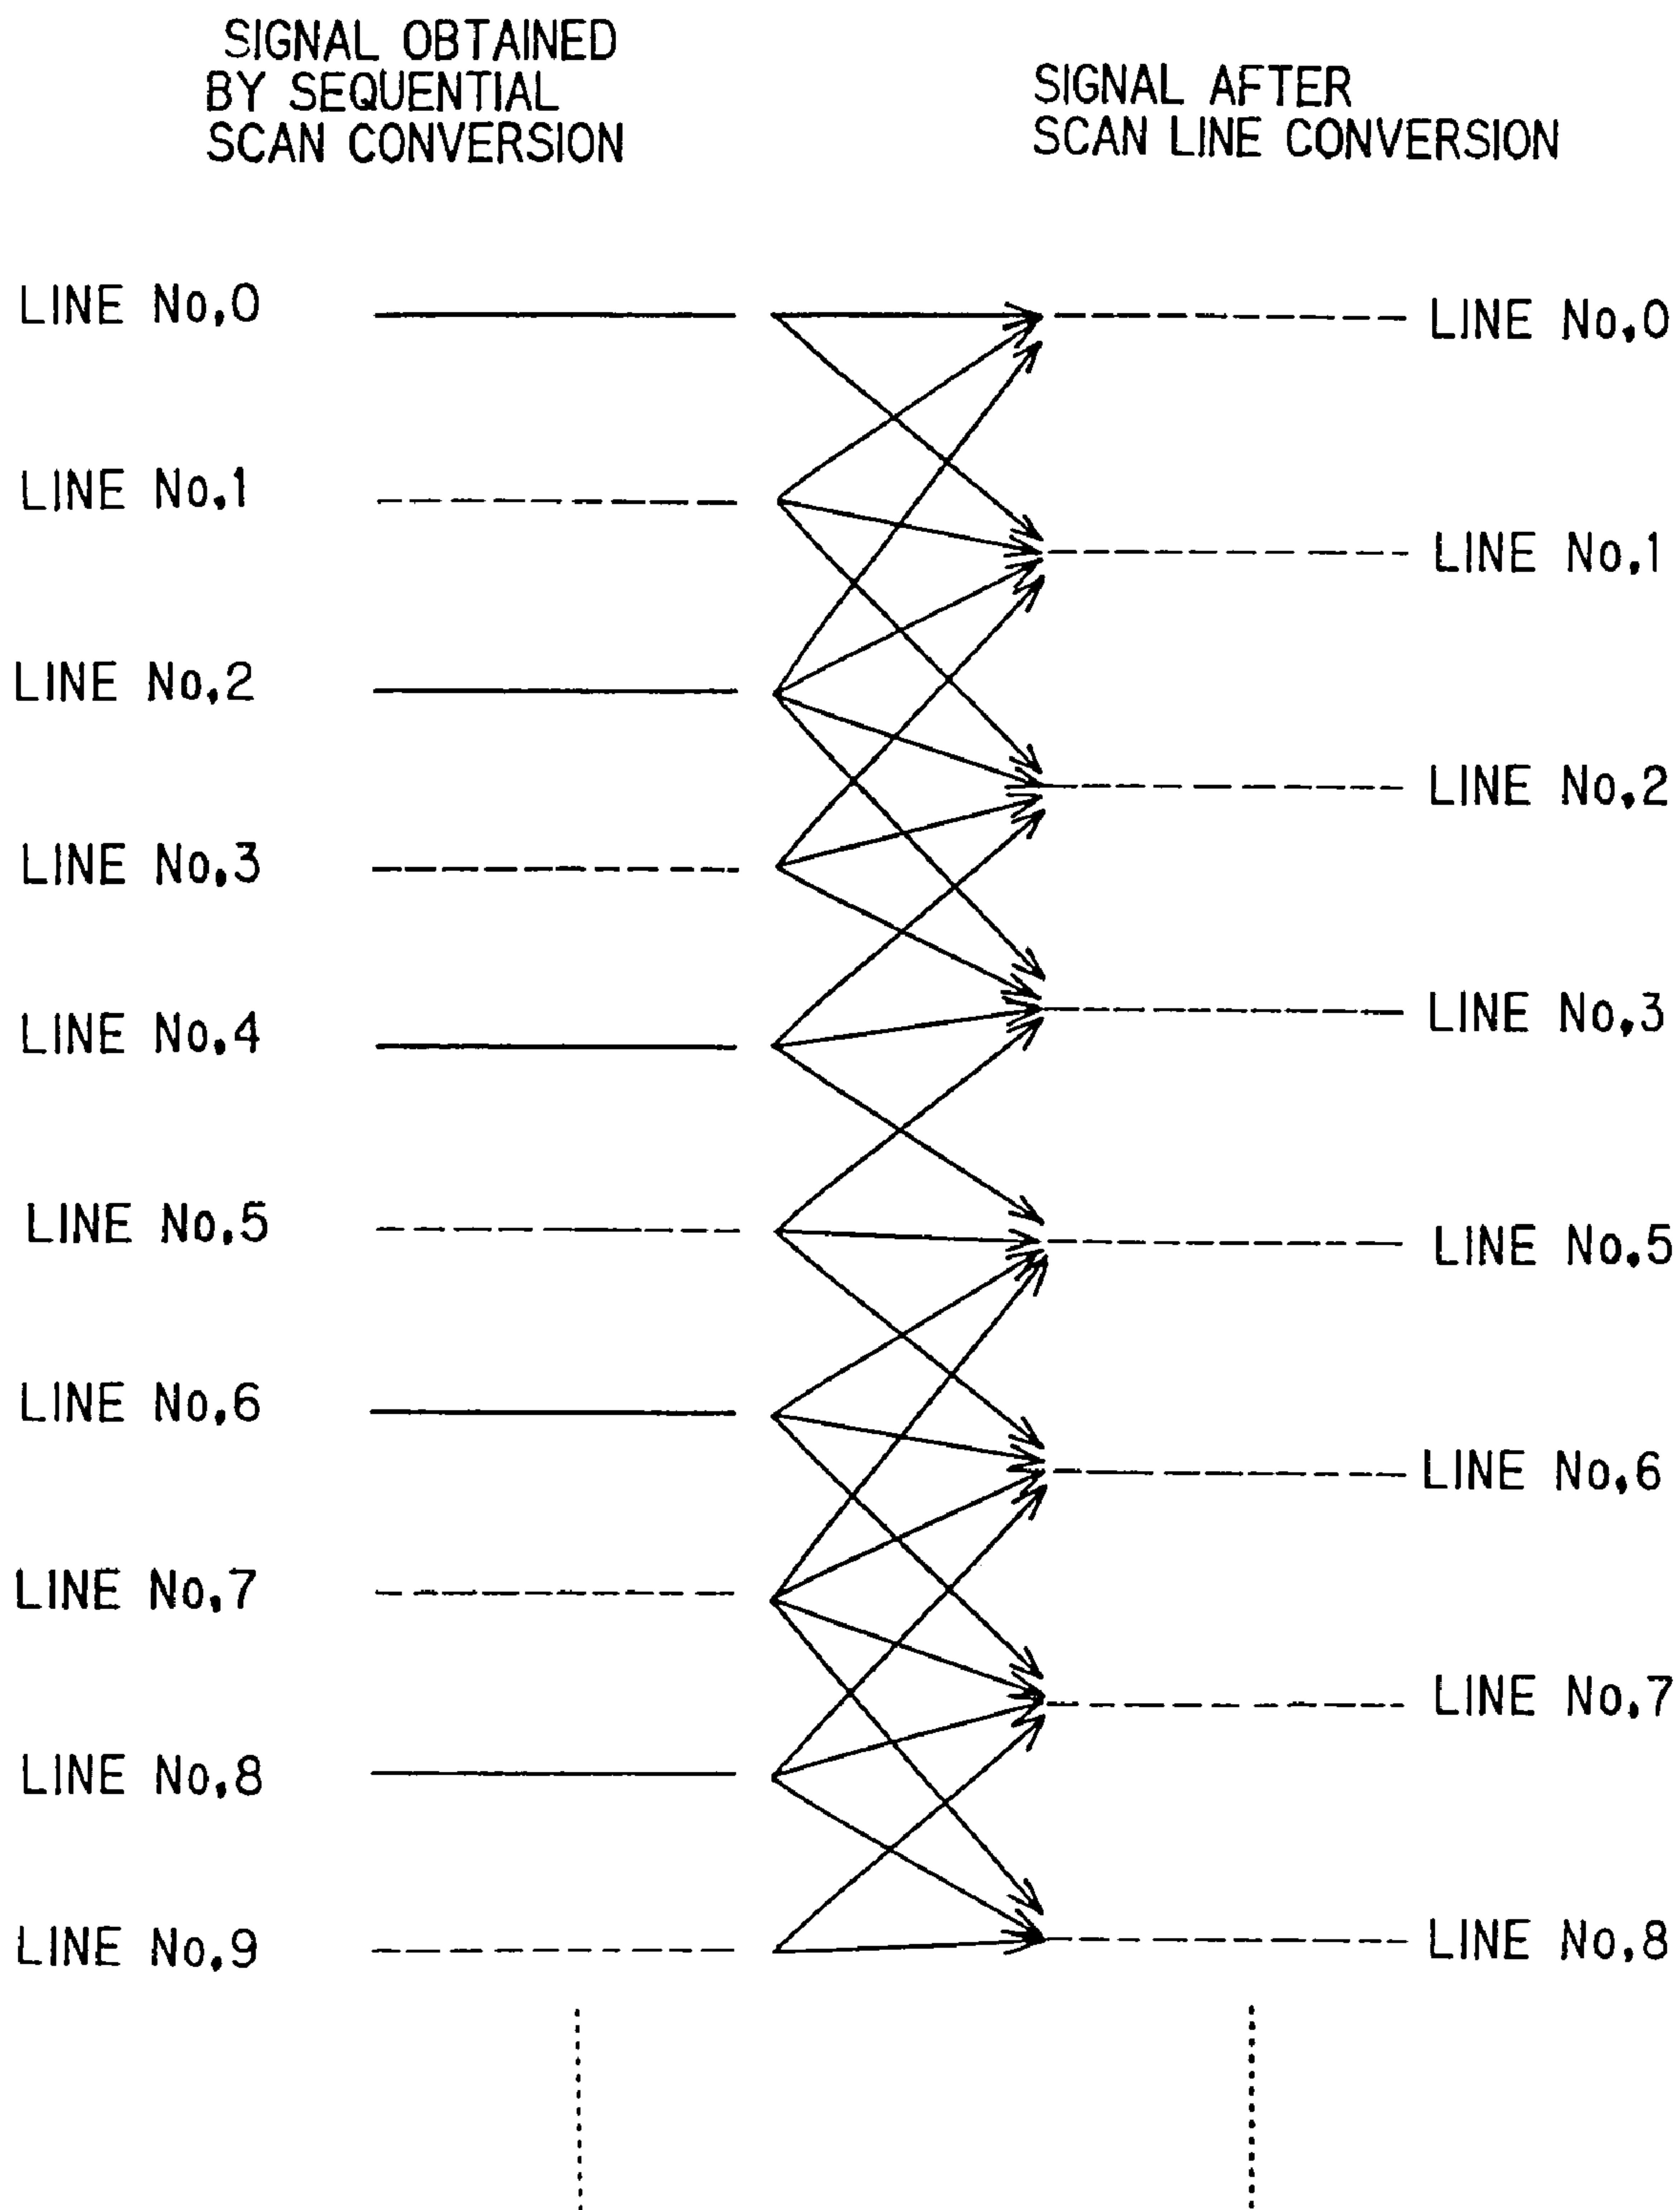 SIGNAL OBTAINED
BY SEQUENTIAL
SCAN CONVERSION
SIGNAL AFTER
SCAN LINE CONVERSION
LINE No,0
LINE No,1
LINE No,2
LINE No,3
LINE No,4
LINE No,5
LINE No,6
LINE No,7
LINE No,8
LINE No,9
LINE No,0
LINE No,1
LINE No,2
LINE No,3
LINE No,5
LINE No,6
LINE No,7
LINE No,8